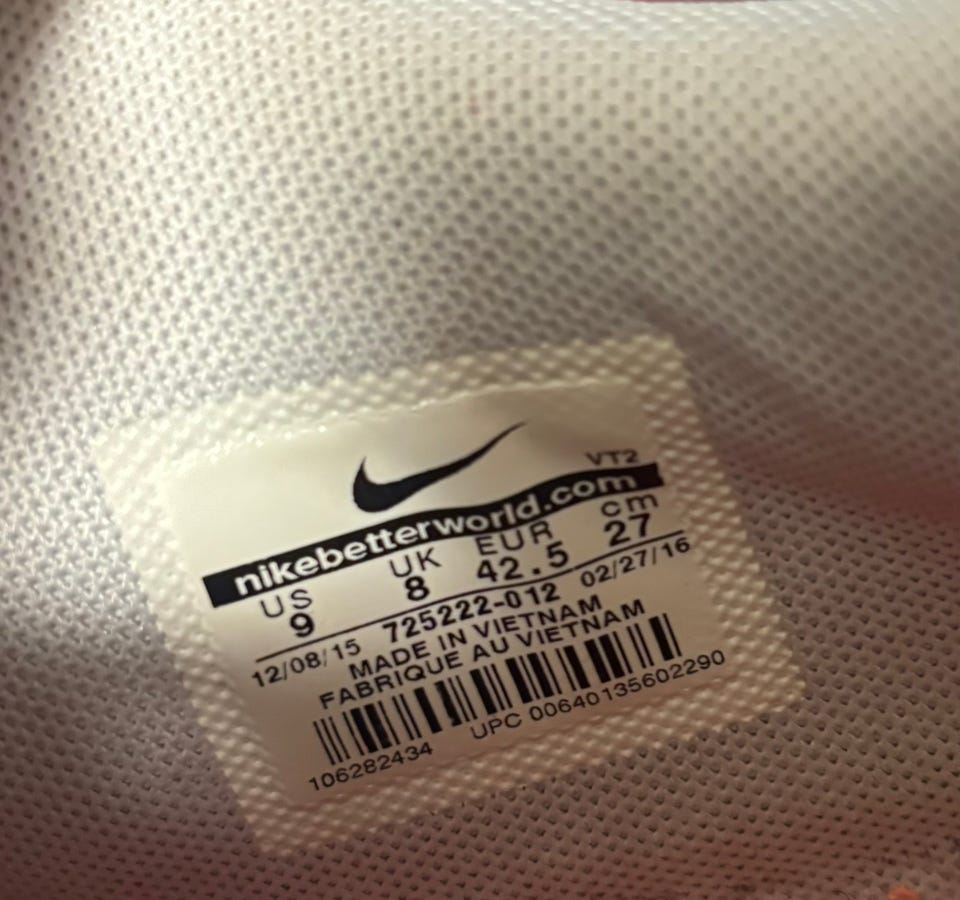 VT2
nikebetterworld.com
US UK EUR cm
9 8 42.5 27
12/08/15 725222-012 02/27/16
MADE IN VIETNAM
FABRIQUE AU VIETNAM
106282434 UPC 00640135602290